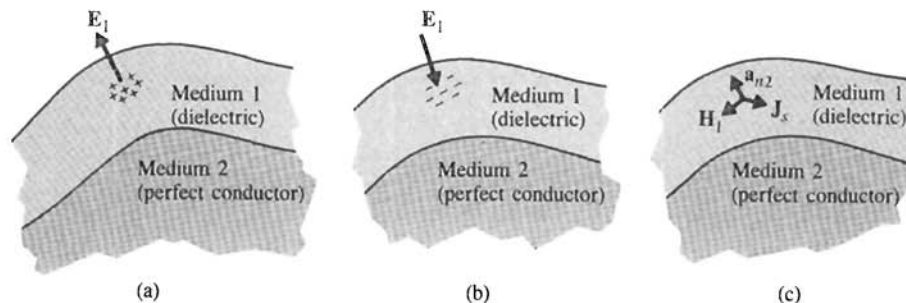 E₁
Medium 1
(dielectric)
Medium 2
(perfect conductor)
(a)
E₁
Medium 1
(dielectric)
Medium 2
(perfect conductor)
(b)
aₙ₂
H₁
Jₛ
Medium 1
(dielectric)
Medium 2
(perfect conductor)
(c)